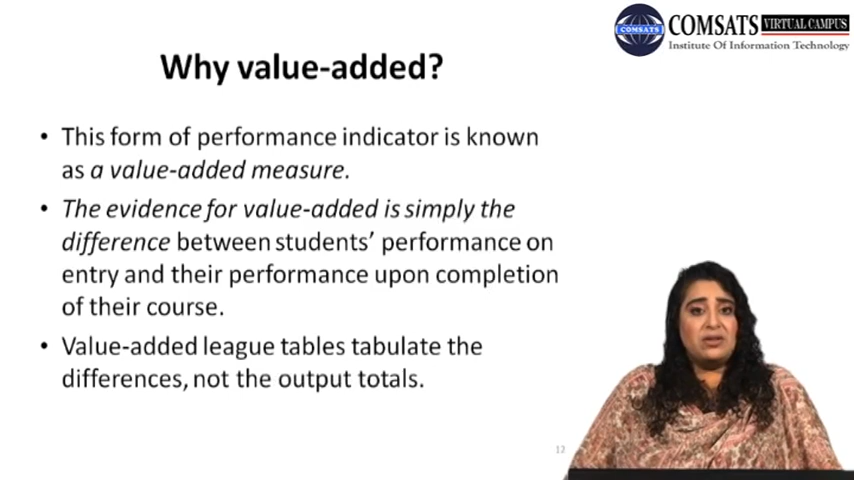 COMSATS VIRTUAL CAMPUS
Institute Of Information Technology
COMSATS
Why value-added?
• This form of performance indicator is known
as a value-added measure.
• The evidence for value-added is simply the
difference between students' performance on
entry and their performance upon completion
of their course.
• Value-added league tables tabulate the
differences, not the output totals.
12